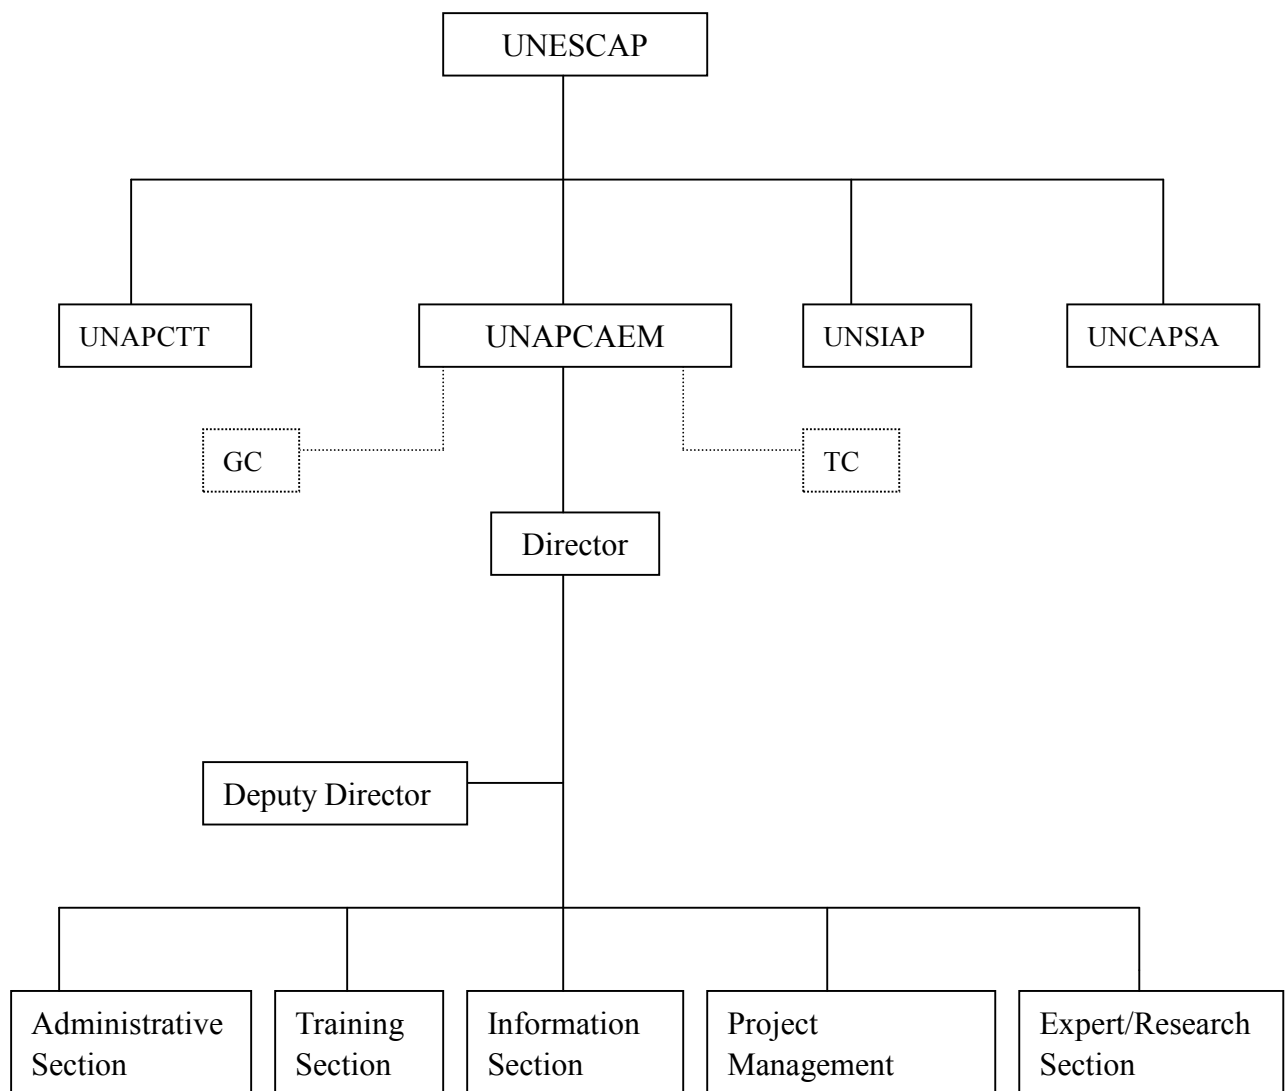 UNESCAP
UNAPCTT
UNAPCAEM
UNSIAP
UNCAPSA
GC
TC
Director
Deputy Director
Administrative
Section
Training
Section
Information
Section
Project
Management
Expert/Research
Section